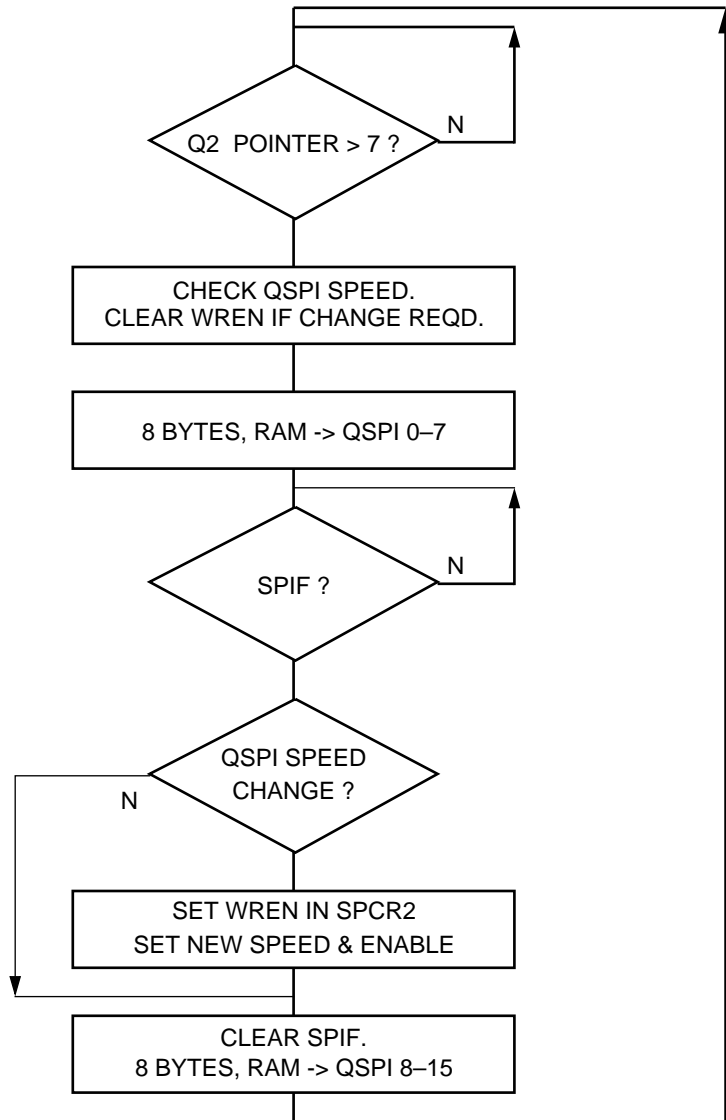 Q2 POINTER > 7 ?
N
CHECK QSPI SPEED.
CLEAR WREN IF CHANGE REQD.
8 BYTES, RAM -> QSPI 0–7
N
SPIF ?
QSPI SPEED
CHANGE ?
N
SET WREN IN SPCR2
SET NEW SPEED & ENABLE
CLEAR SPIF.
8 BYTES, RAM -> QSPI 8–15